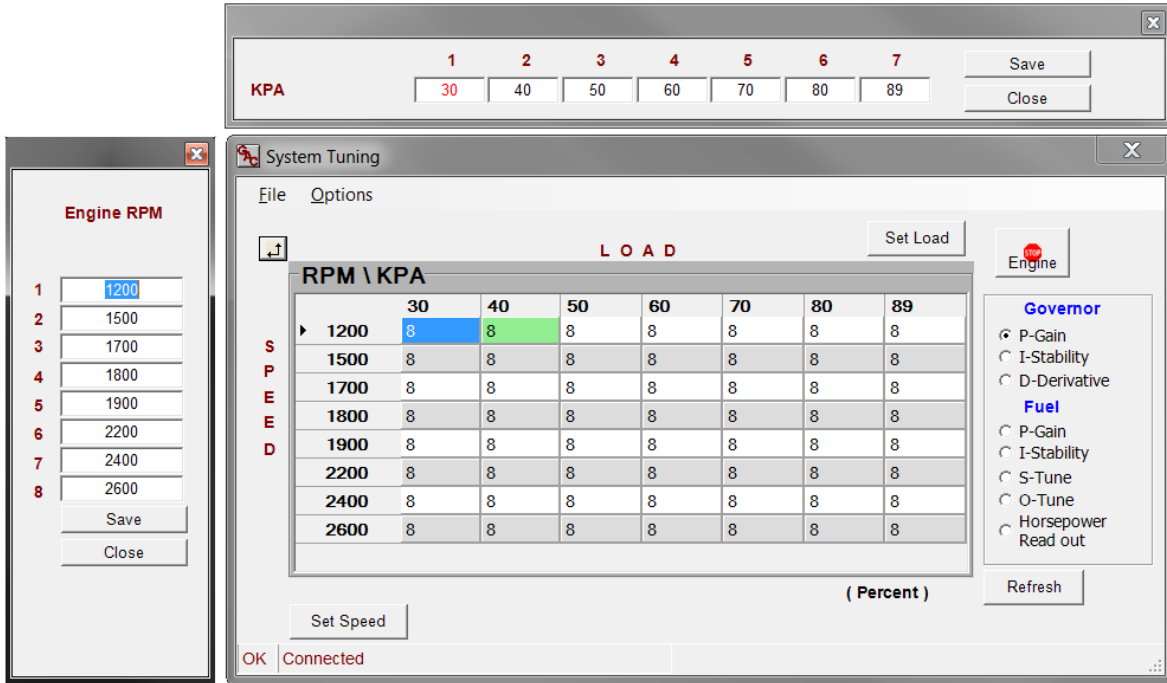 1 2 3 4 5 6 7
KPA 30 40 50 60 70 80 89
Save
Close
Engine RPM
1 1200
2 1500
3 1700
4 1800
5 1900
6 2200
7 2400
8 2600
Save
Close
GAC System Tuning
File Options
LOAD
Set Load
STOP
Engine
RPM \ KPA
30 40 50 60 70 80 89
1200 8 8 8 8 8 8 8
1500 8 8 8 8 8 8 8
1700 8 8 8 8 8 8 8
1800 8 8 8 8 8 8 8
1900 8 8 8 8 8 8 8
2200 8 8 8 8 8 8 8
2400 8 8 8 8 8 8 8
2600 8 8 8 8 8 8 8
SPEED
( Percent )
Set Speed
Governor
P-Gain
I-Stability
D-Derivative
Fuel
P-Gain
I-Stability
S-Tune
O-Tune
Horsepower
Read out
Refresh
OK Connected